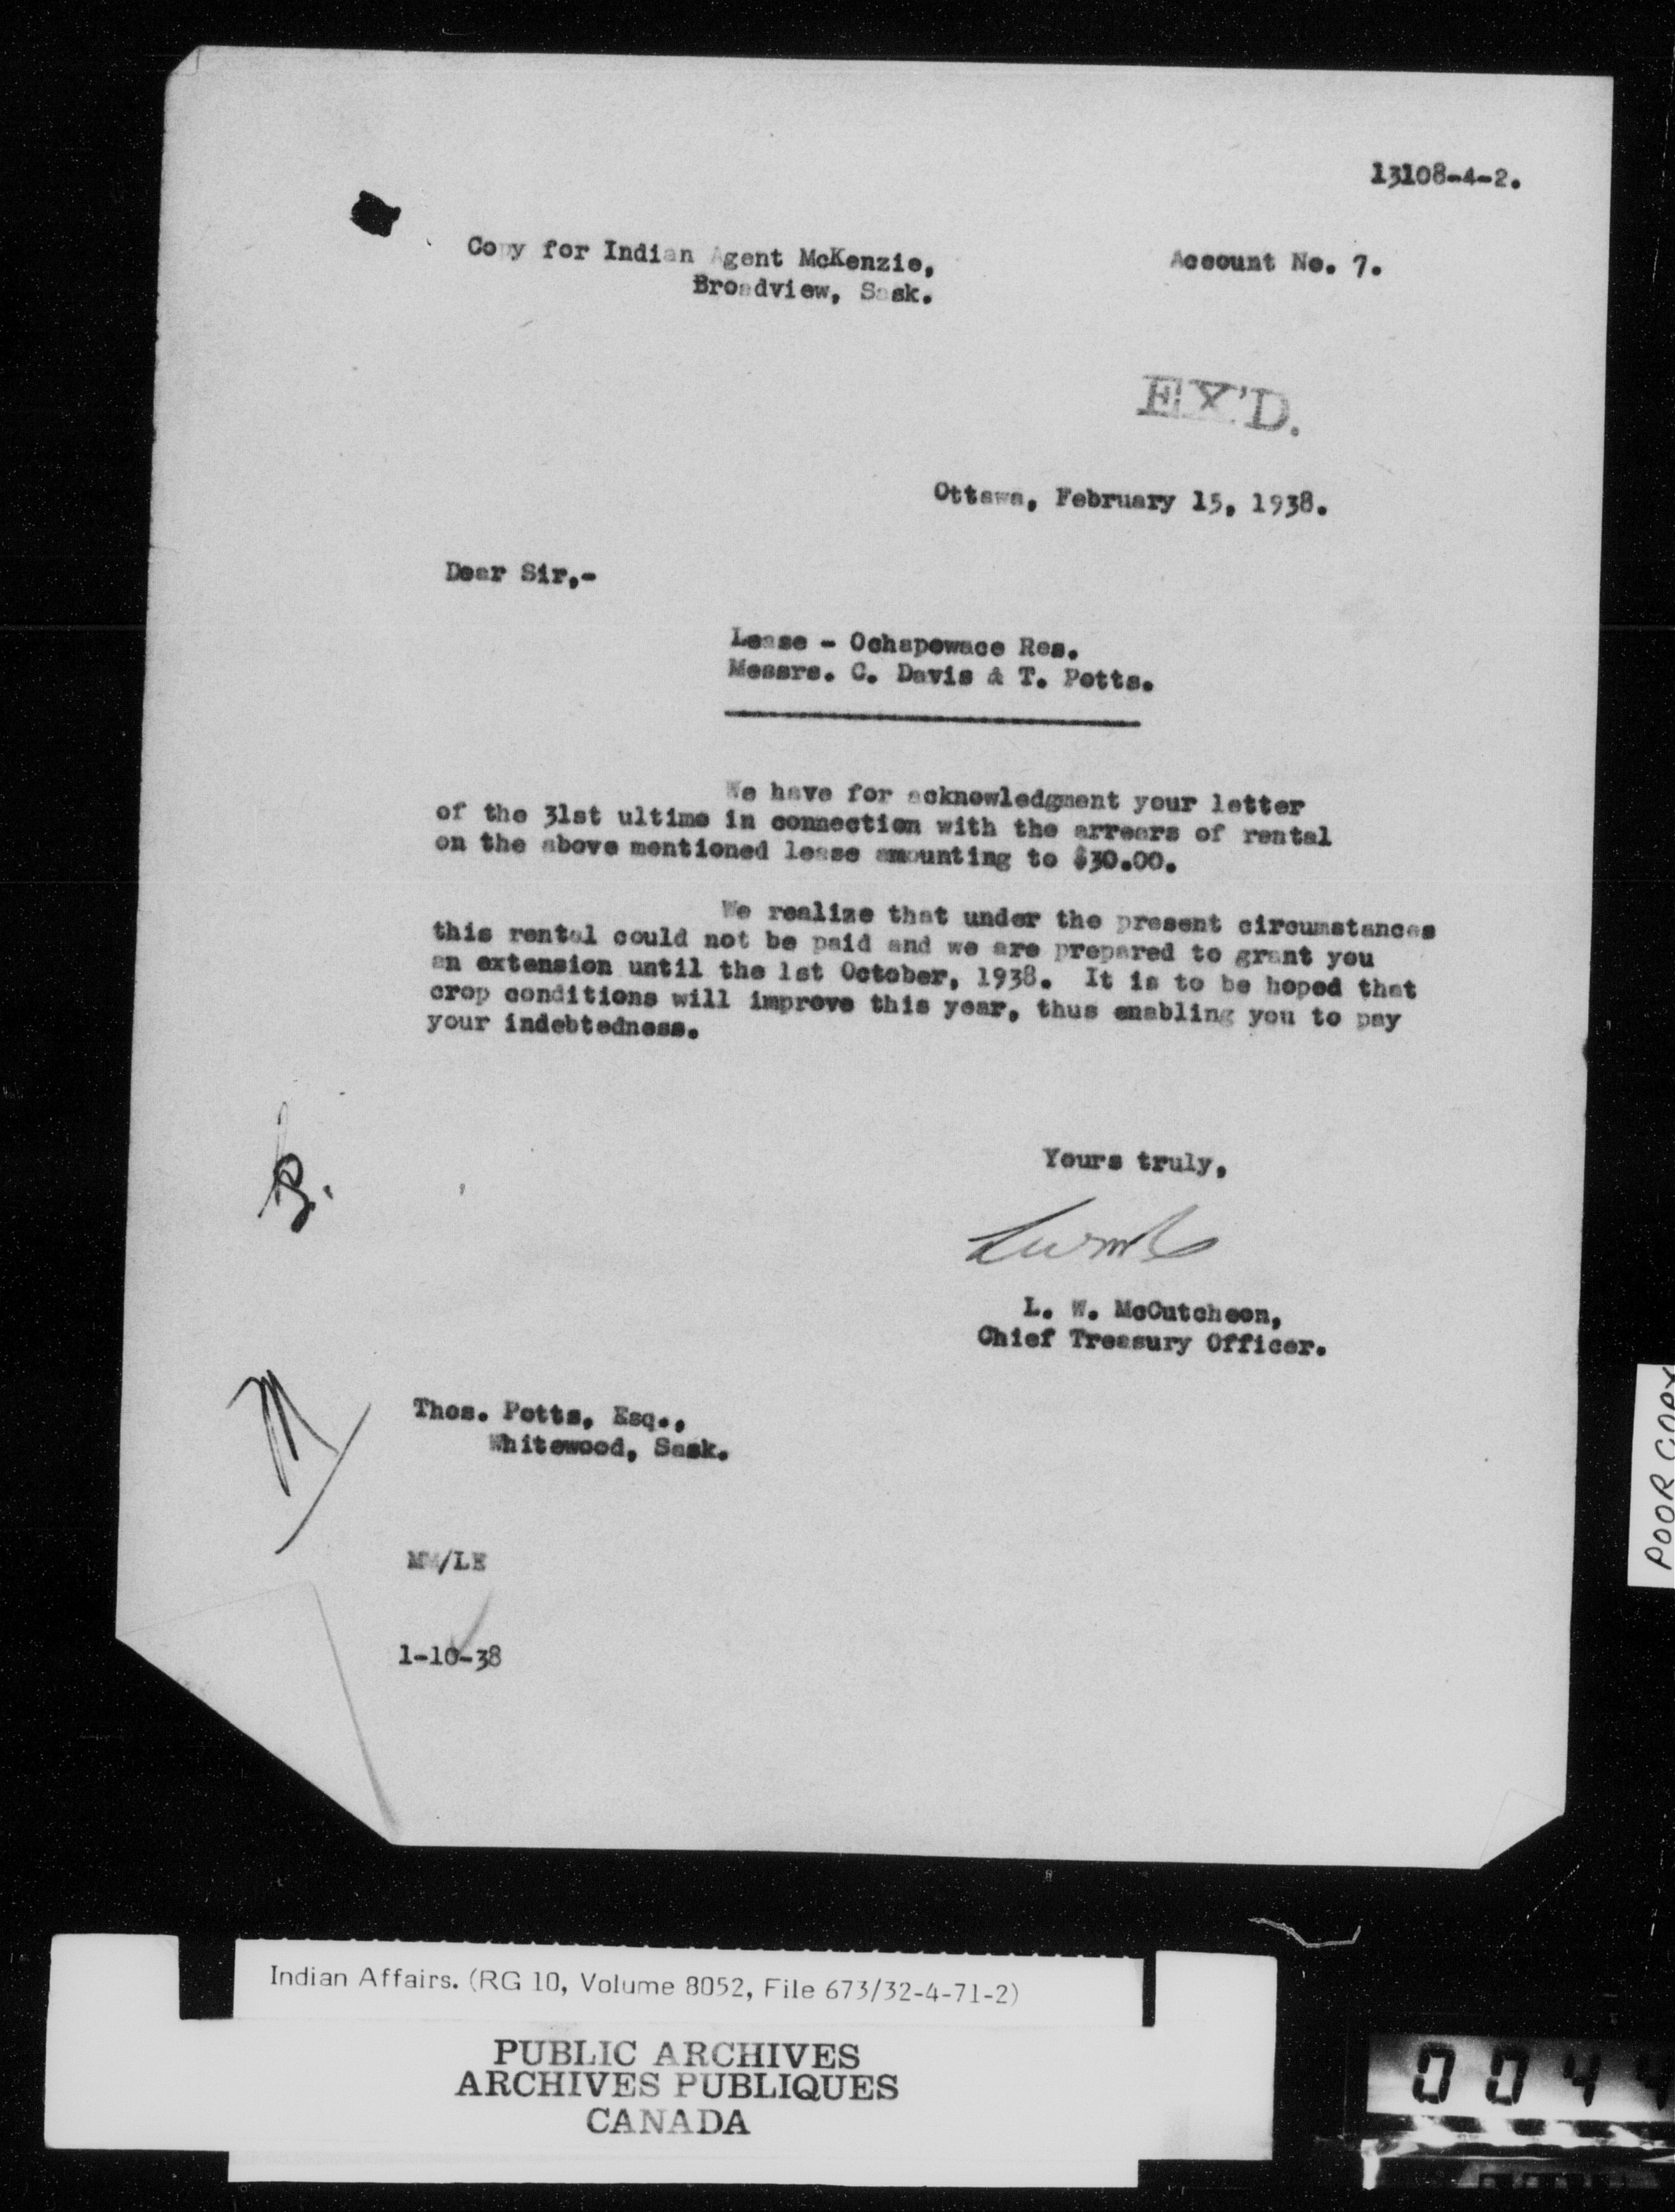 13108-4-2.
Copy for Indian Agent McKenzie,
Broadview, Sask.
Account No. 7.
EX'D.
Ottawa, February 15, 1938.
Dear Sir,-
Lease - Ochapowace Res.
Messrs. C. Davis & T. Potts.
We have for acknowledgment your letter
of the 31st ultimo in connection with the arrears of rental
on the above mentioned lease amounting to $30.00.
We realize that under the present circumstances
this rental could not be paid and we are prepared to grant you
an extension until the 1st October, 1938. It is to be hoped that
crop conditions will improve this year, thus enabling you to pay
your indebtedness.
Yours truly,
L. W. McCutcheon,
Chief Treasury Officer.
Thos. Potts, Esq.,
Whitewood, Sask.
MM/LE
1-10-38
POOR COPY
Indian Affairs. (RG 10, Volume 8052, File 673/32-4-71-2)
PUBLIC ARCHIVES
ARCHIVES PUBLIQUES
CANADA
0044